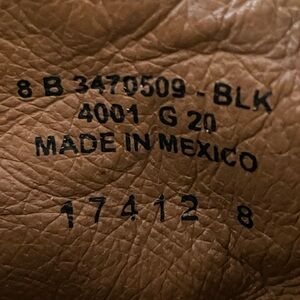 8 B 3470509 - BLK
4001 G 20
MADE IN MEXICO
17412 8